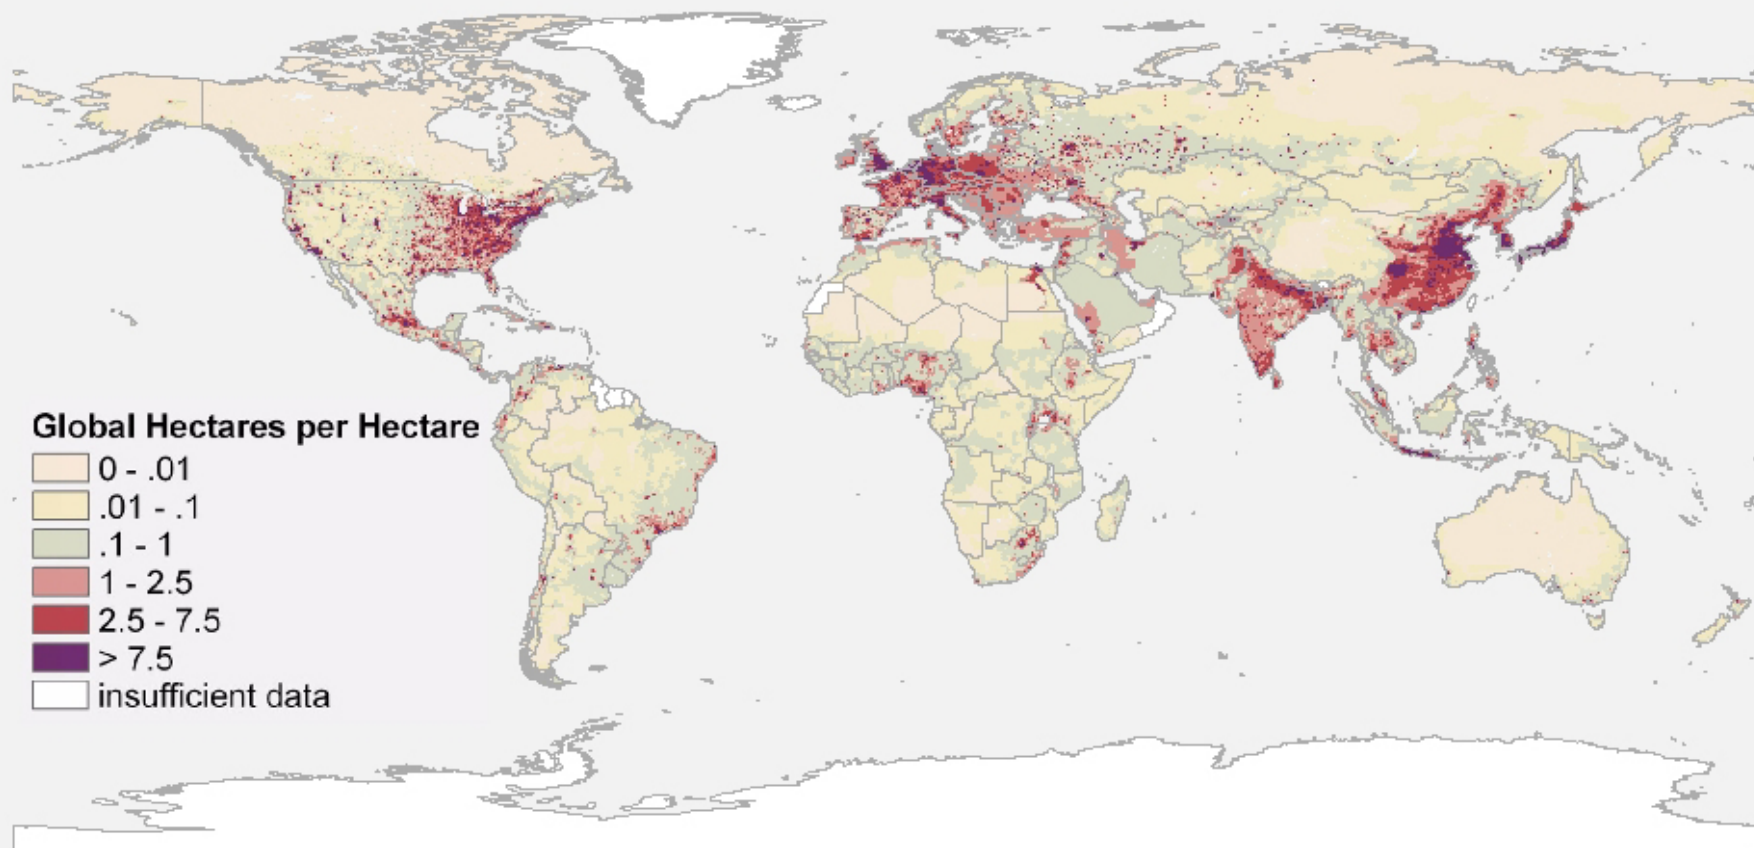 Global Hectares per Hectare
0 - .01
.01 - .1
.1 - 1
1 - 2.5
2.5 - 7.5
> 7.5
insufficient data